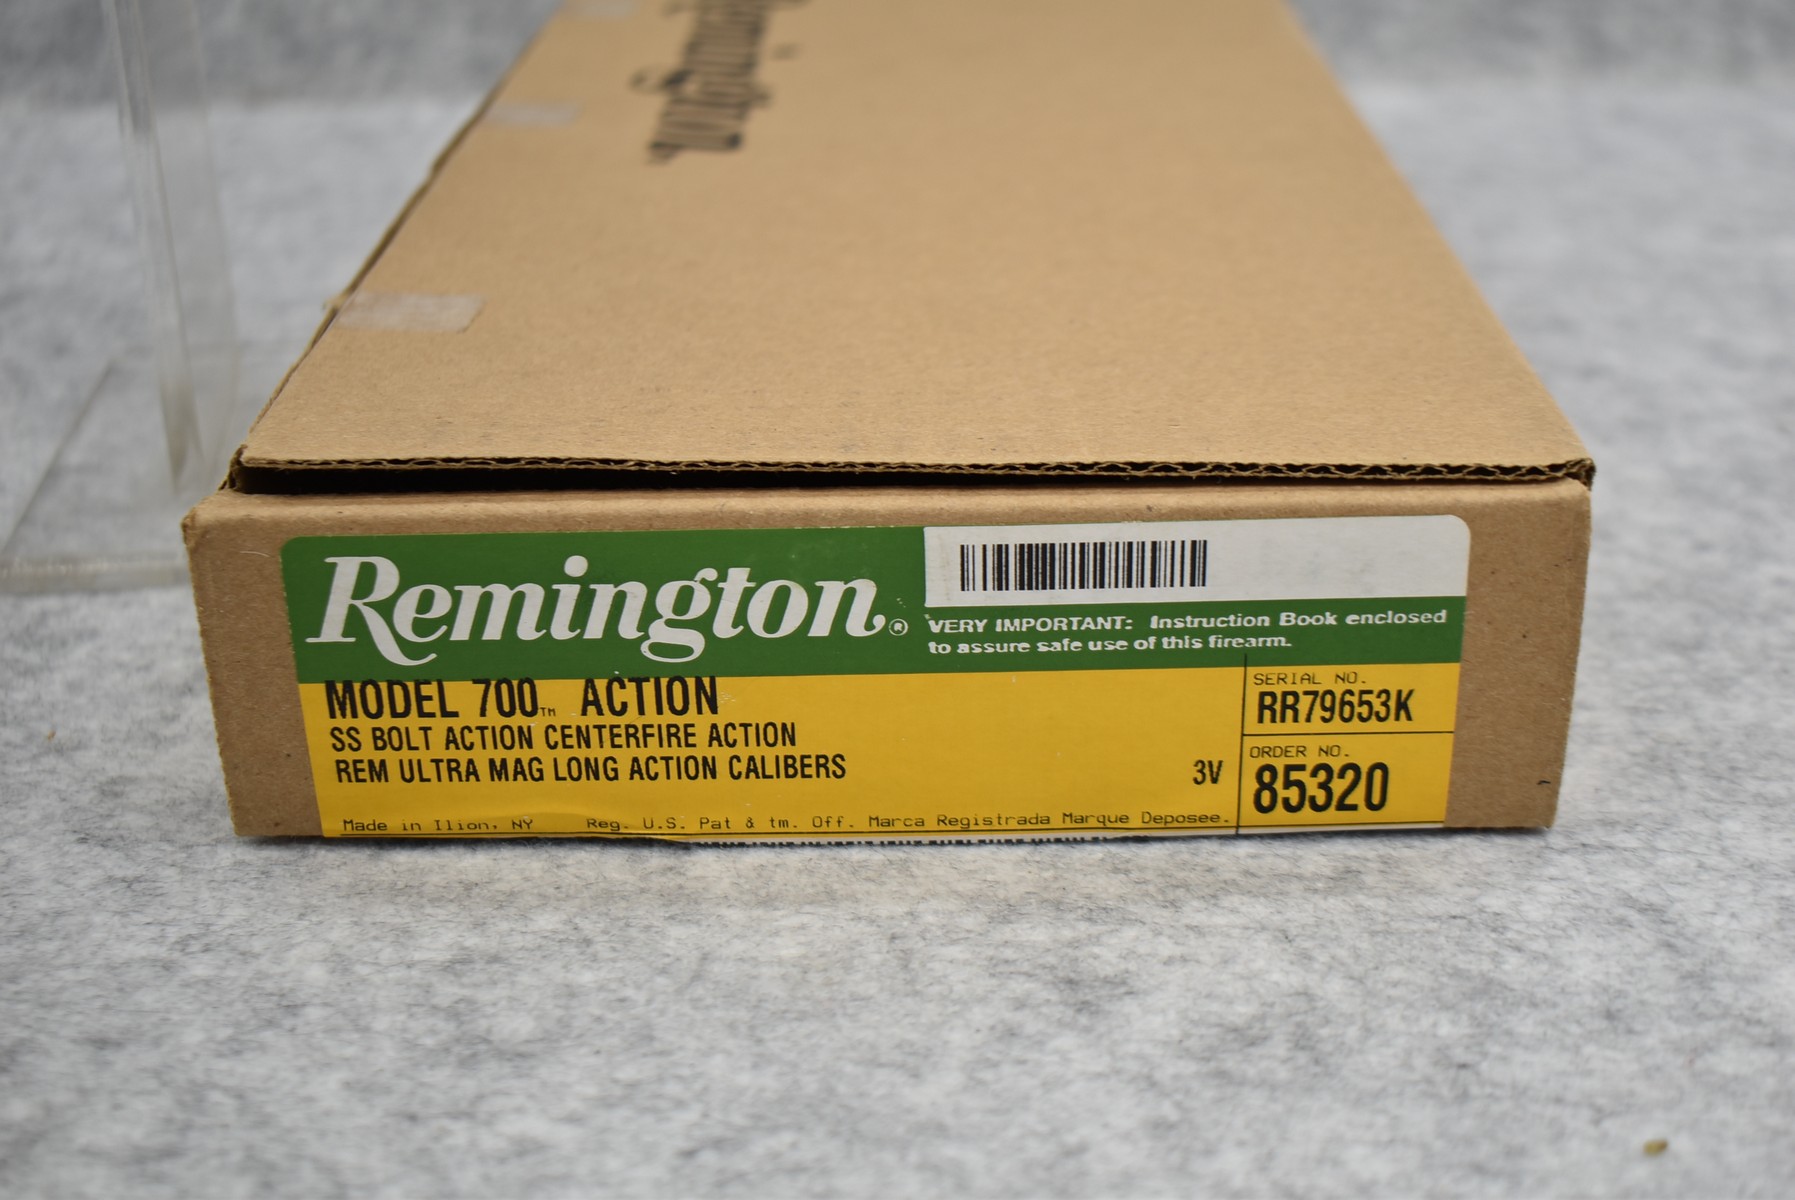 Remington
Remington®
VERY IMPORTANT: Instruction Book enclosed
to assure safe use of this firearm.
MODEL 700™ ACTION
SS BOLT ACTION CENTERFIRE ACTION
REM ULTRA MAG LONG ACTION CALIBERS
3V
SERIAL NO.
RR79653K
ORDER NO.
85320
Made in Ilion, NY Reg. U.S. Pat & tm. Off. Marca Registrada Marque Deposee.